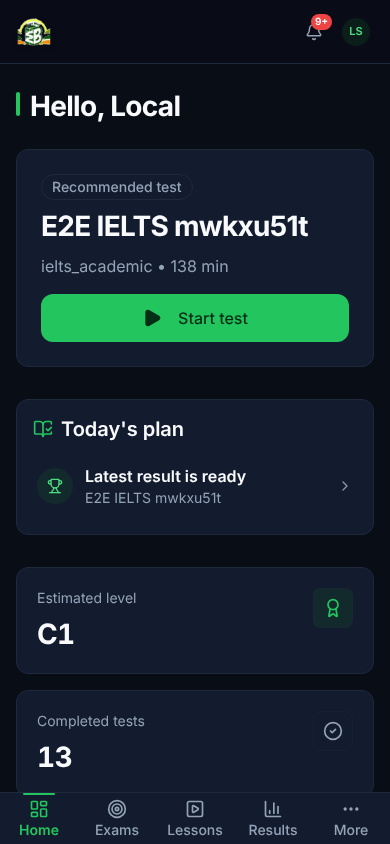 9+
LS
Hello, Local
Recommended test
E2E IELTS mwkxu51t
ielts_academic • 138 min
Start test
Today's plan
Latest result is ready
E2E IELTS mwkxu51t
Estimated level
C1
Completed tests
13
Home Exams Lessons Results More